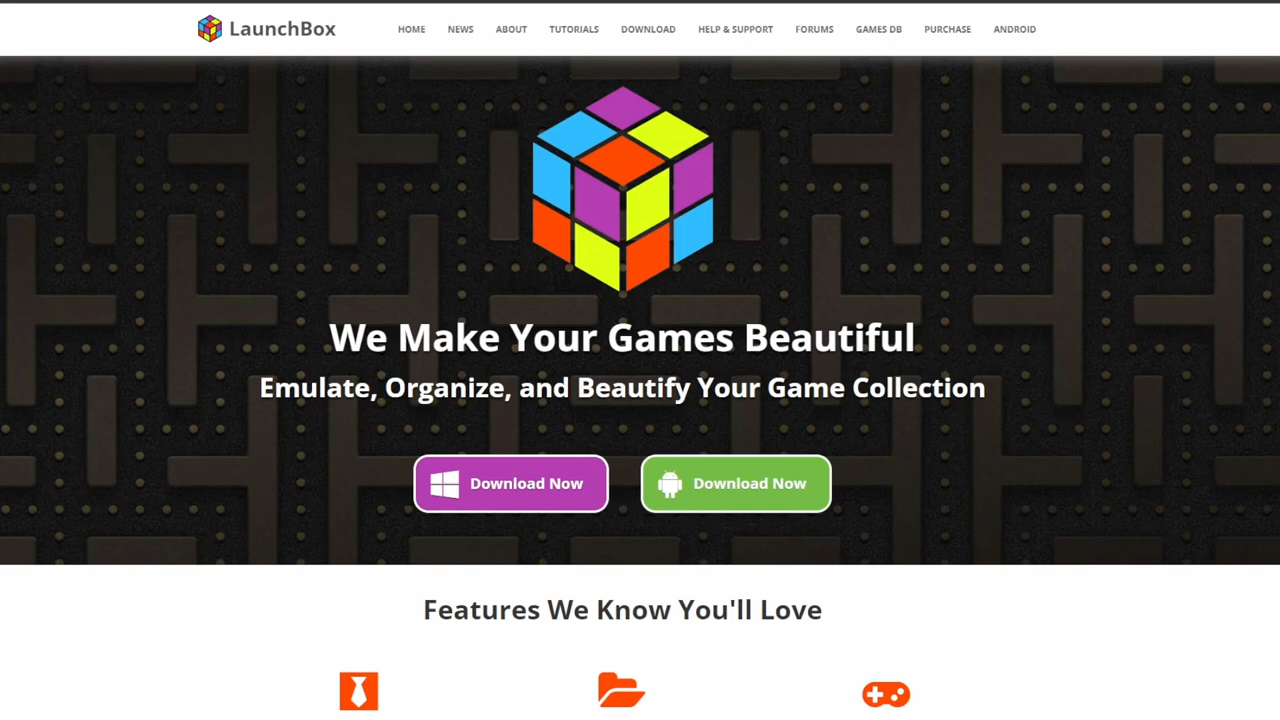 LaunchBox
HOME NEWS ABOUT TUTORIALS DOWNLOAD HELP & SUPPORT FORUMS GAMES DB PURCHASE ANDROID
We Make Your Games Beautiful
Emulate, Organize, and Beautify Your Game Collection
Download Now
Download Now
Features We Know You'll Love